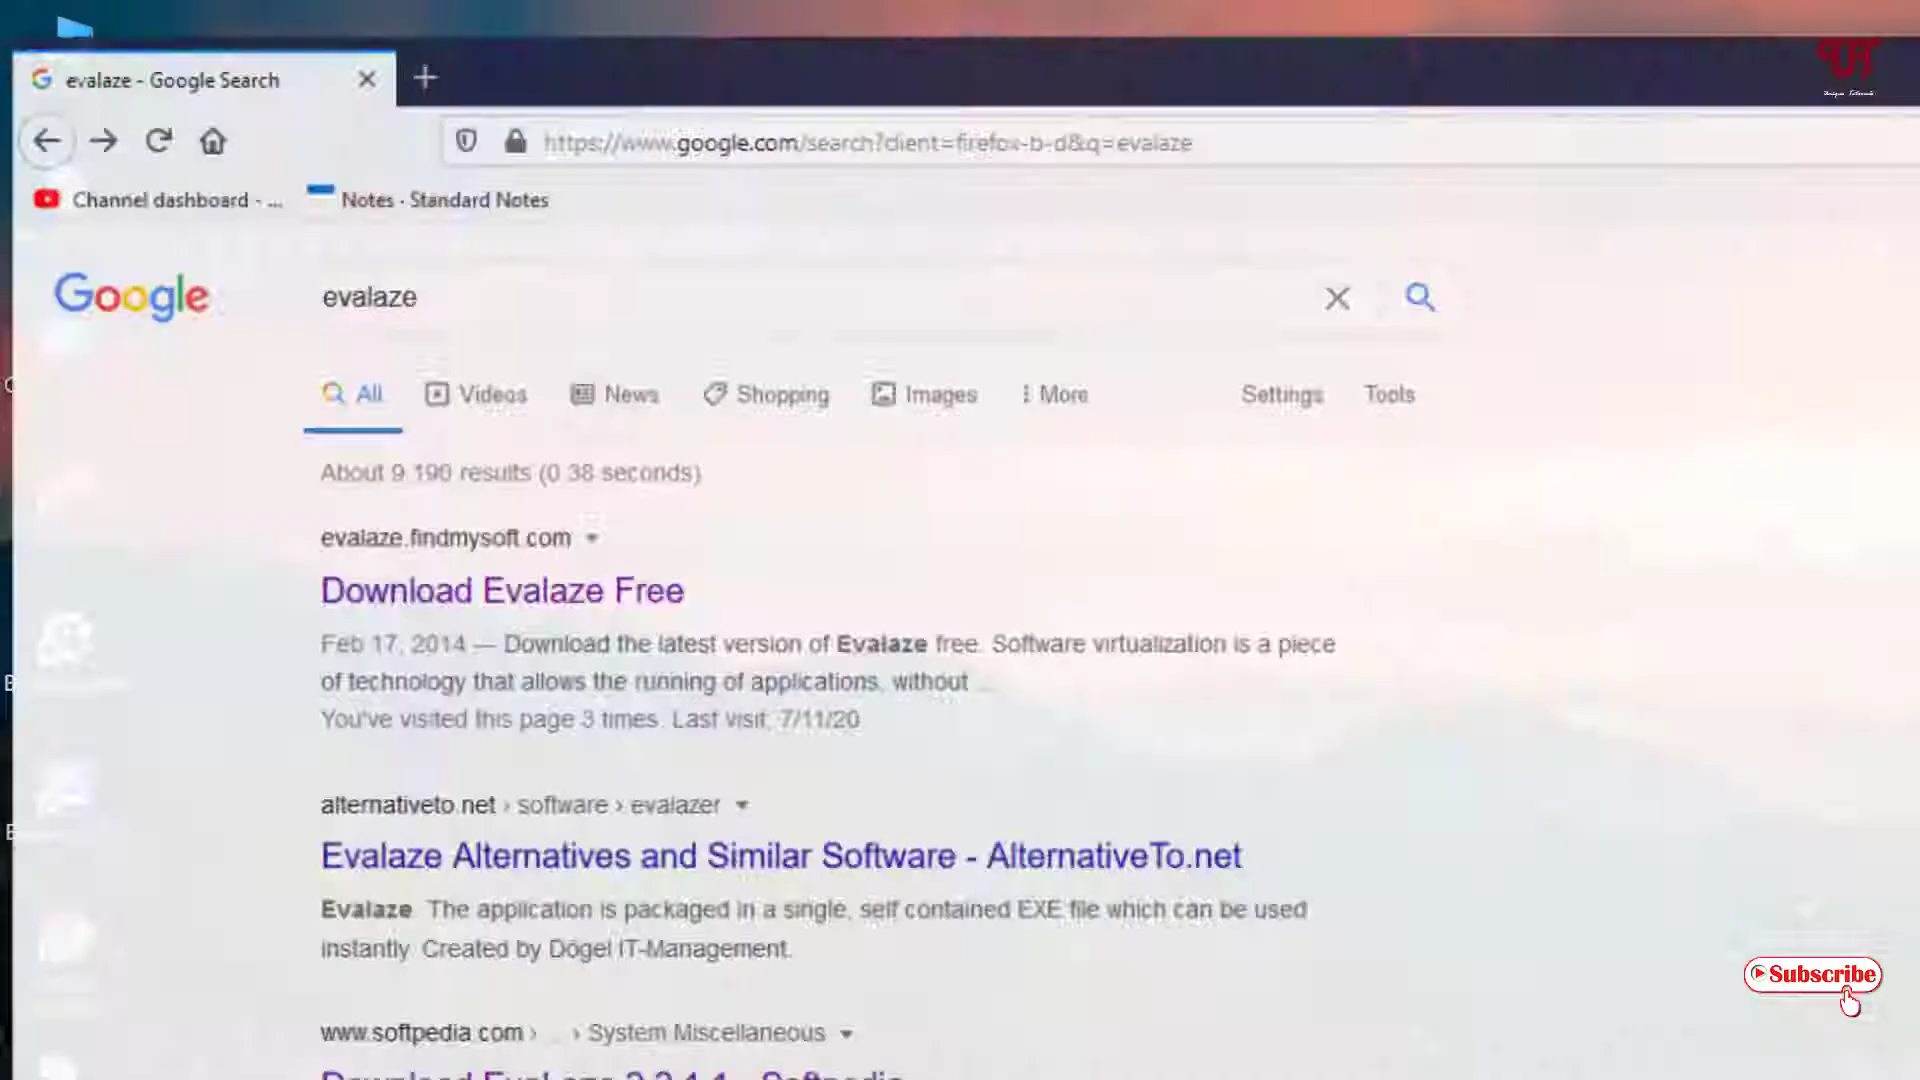 evalaze - Google Search
https://www.google.com/search?client=firefox-b-d&q=evalaze
Channel dashboard - ...
Notes - Standard Notes
Google
evalaze
All
Videos
News
Shopping
Images
More
Settings
Tools
About 9 190 results (0 38 seconds)
evalaze.findmysoft.com
Download Evalaze Free
Feb 17, 2014 — Download the latest version of Evalaze free. Software virtualization is a piece
of technology that allows the running of applications, without ...
You've visited this page 3 times. Last visit: 7/11/20
alternativeto.net › software › evalazer
Evalaze Alternatives and Similar Software - AlternativeTo.net
Evalaze. The application is packaged in a single, self contained EXE file which can be used
instantly. Created by Dögel IT-Management.
www.softpedia.com › ... › System Miscellaneous
Subscribe